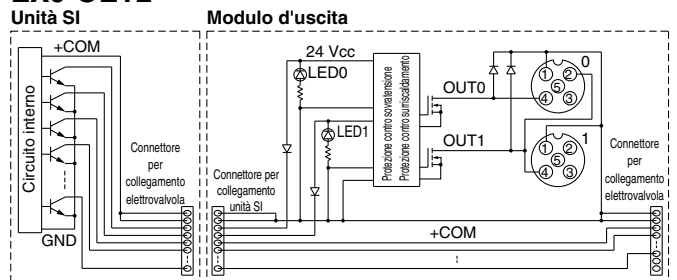 Unità SI
Modulo d'uscita
+COM
Circuito interno
GND
Connettore
per
collegamento
elettrovalvola
Connettore per
collegamento
unità SI
24 Vcc
LED0
LED1
Protezione contro sovratensione
Protezione contro surriscaldamento
OUT0
OUT1
0
1
2
5
4
3
1
1
2
5
4
3
+COM
Connettore
per
collegamento
elettrovalvola